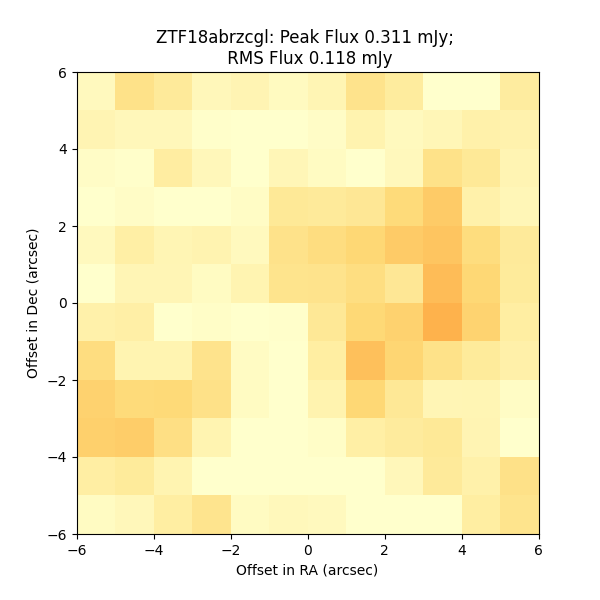 ZTF18abrzcgl: Peak Flux 0.311 mJy;
RMS Flux 0.118 mJy
6
4
2
0
−2
−4
−6
Offset in Dec (arcsec)
−6 −4 −2 0 2 4 6
Offset in RA (arcsec)